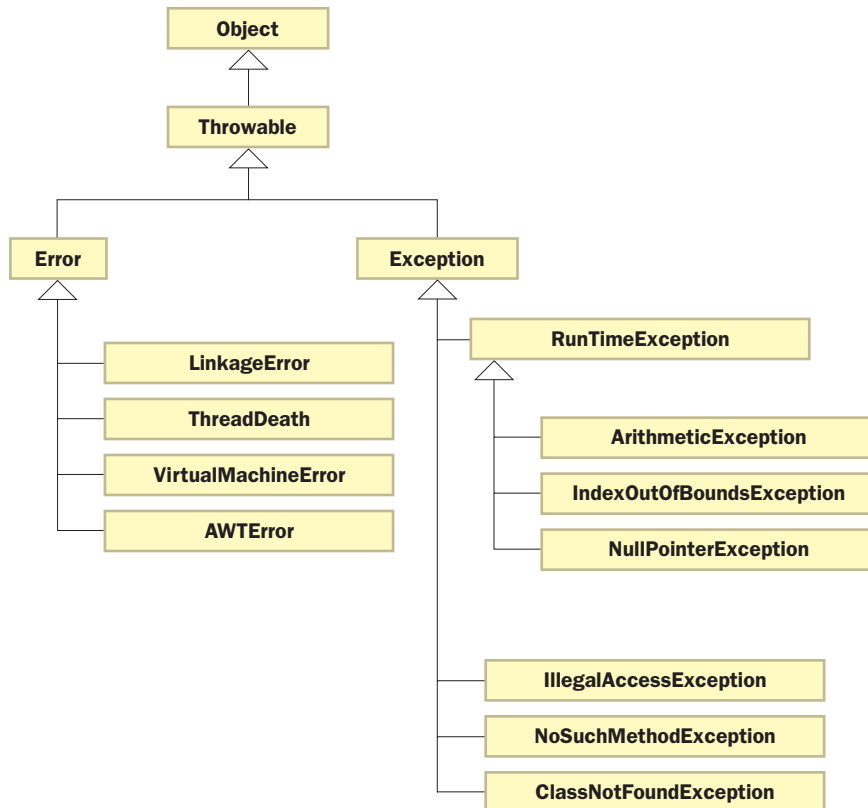 Object
Throwable
Error
Exception
RunTimeException
LinkageError
ThreadDeath
ArithmeticException
VirtualMachineError
IndexOutOfBoundsException
AWTError
NullPointerException
IllegalAccessException
NoSuchMethodException
ClassNotFoundException